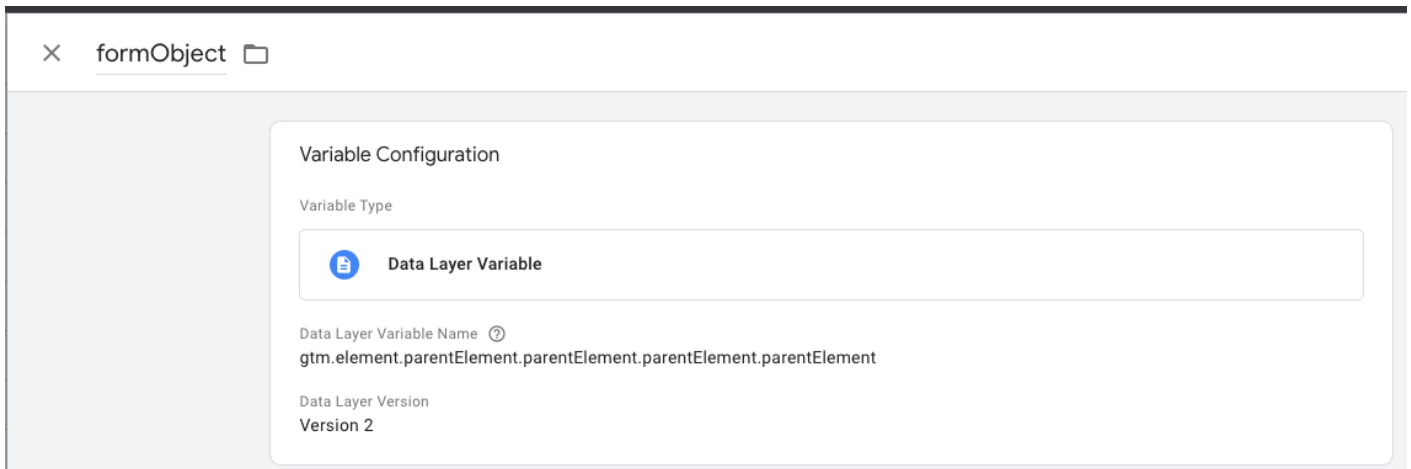 formObject
Variable Configuration
Variable Type
Data Layer Variable
Data Layer Variable Name
gtm.element.parentElement.parentElement.parentElement.parentElement
Data Layer Version
Version 2